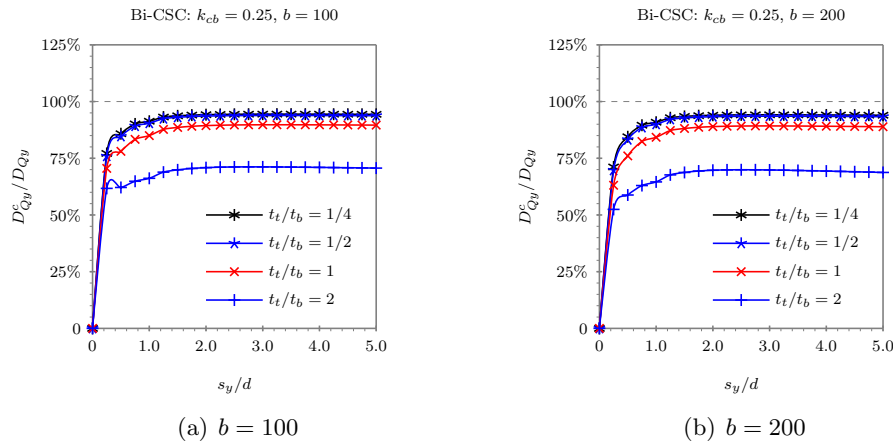 Bi-CSC: k_cb = 0.25, b = 100
125%
100%
75%
50%
25%
0
D^c_Qy/D_Qy
t_t/t_b = 1/4
t_t/t_b = 1/2
t_t/t_b = 1
t_t/t_b = 2
0 1.0 2.0 3.0 4.0 5.0
s_y/d
(a) b = 100
Bi-CSC: k_cb = 0.25, b = 200
125%
100%
75%
50%
25%
0
D^c_Qy/D_Qy
t_t/t_b = 1/4
t_t/t_b = 1/2
t_t/t_b = 1
t_t/t_b = 2
0 1.0 2.0 3.0 4.0 5.0
s_y/d
(b) b = 200